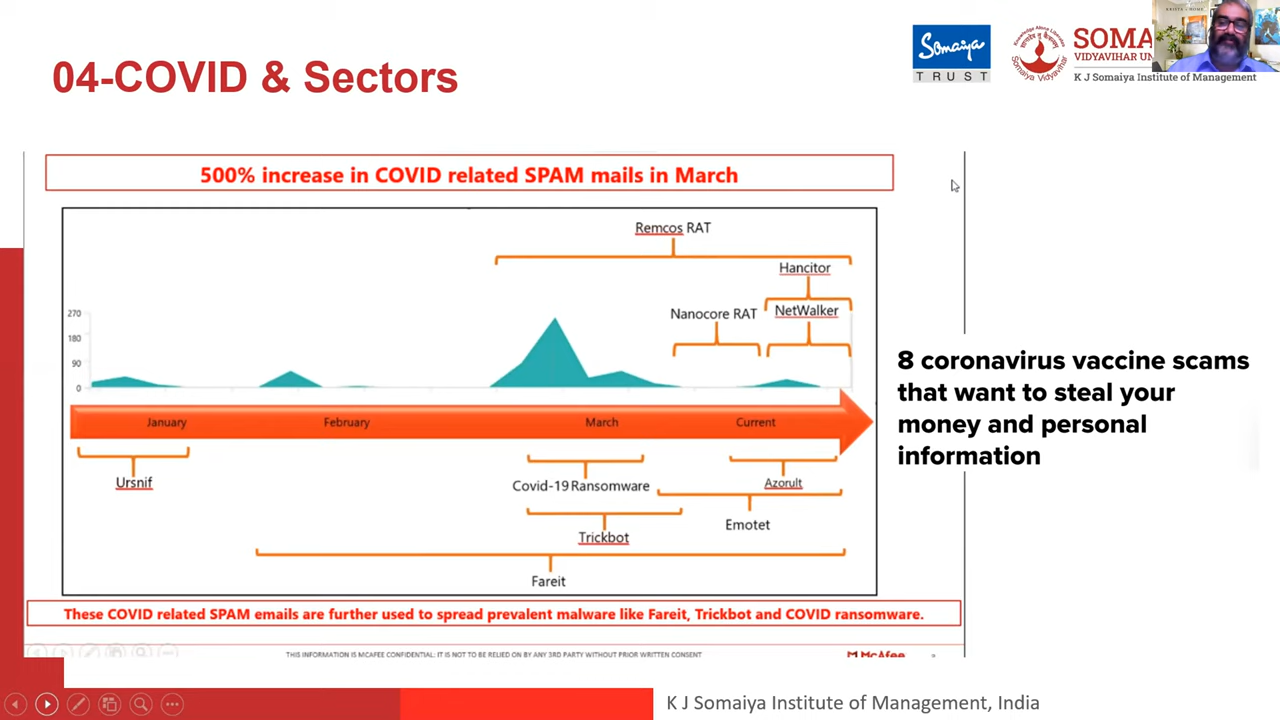 04-COVID & Sectors
Somaiya
TRUST
Somaiya Vidyavihar
SOMA
VIDYAVIHAR UN
K J Somaiya Institute of Management
500% increase in COVID related SPAM mails in March
Remcos RAT
Hancitor
Nanocore RAT
NetWalker
270
180
90
0
January
February
March
Current
Ursnif
Covid-19 Ransomware
Azorult
Emotet
Trickbot
Fareit
These COVID related SPAM emails are further used to spread prevalent malware like Fareit, Trickbot and COVID ransomware.
8 coronavirus vaccine scams
that want to steal your
money and personal
information
THIS INFORMATION IS MCAFEE CONFIDENTIAL: IT IS NOT TO BE RELIED ON BY ANY 3RD PARTY WITHOUT PRIOR WRITTEN CONSENT
McAfee
K J Somaiya Institute of Management, India